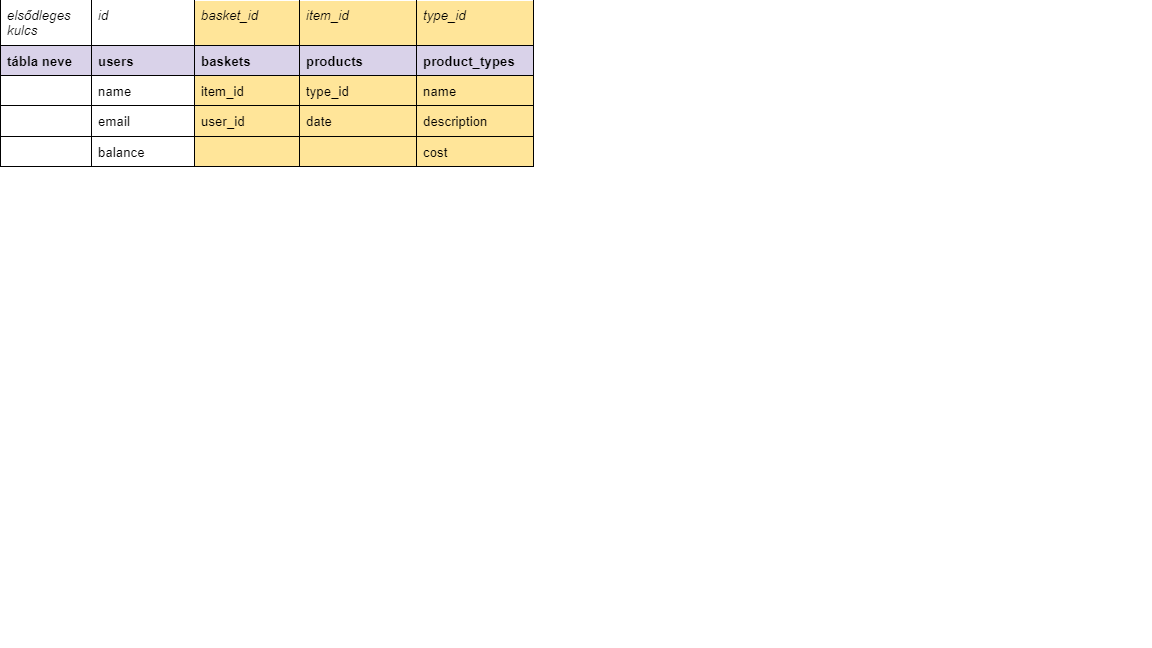 elsődleges kulcs id basket_id item_id type_id
tábla neve users baskets products product_types
name item_id type_id name
email user_id date description
balance cost